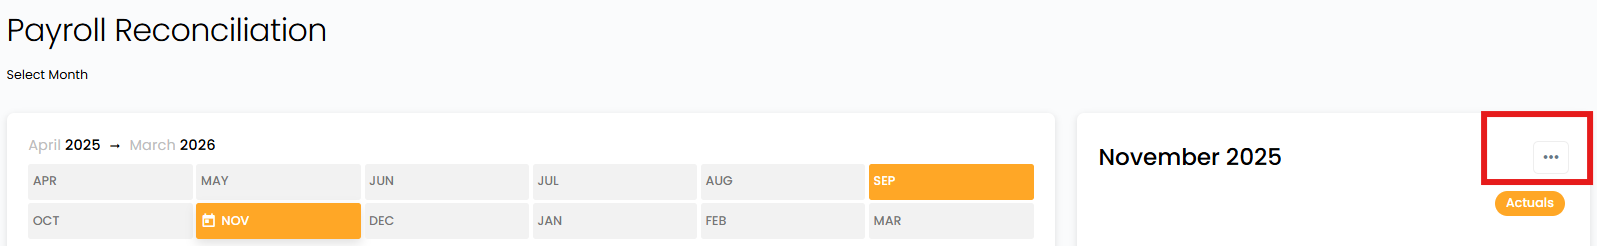 Payroll Reconciliation
Select Month
April 2025 → March 2026
APR MAY JUN JUL AUG SEP
OCT NOV DEC JAN FEB MAR
November 2025
Actuals